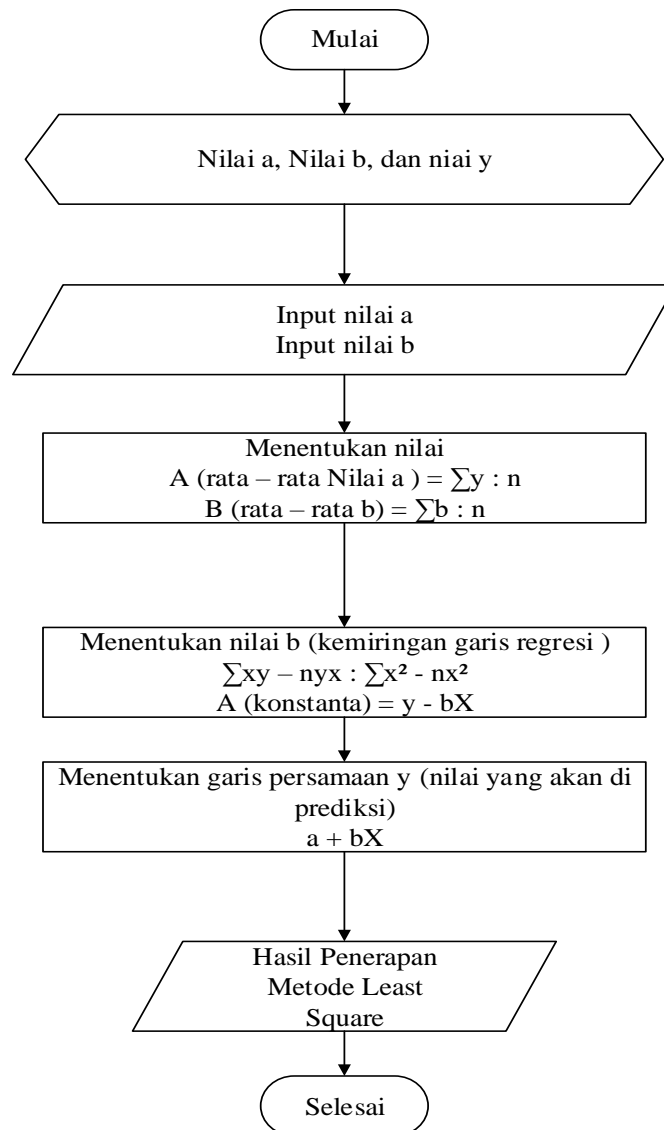 Mulai
Nilai a, Nilai b, dan niai y
Input nilai a
Input nilai b
Menentukan nilai
A (rata – rata Nilai a ) = ∑y : n
B (rata – rata b) = ∑b : n
Menentukan nilai b (kemiringan garis regresi )
∑xy – nyx : ∑x² - nx²
A (konstanta) = y - bX
Menentukan garis persamaan y (nilai yang akan di
prediksi)
a + bX
Hasil Penerapan
Metode Least
Square
Selesai